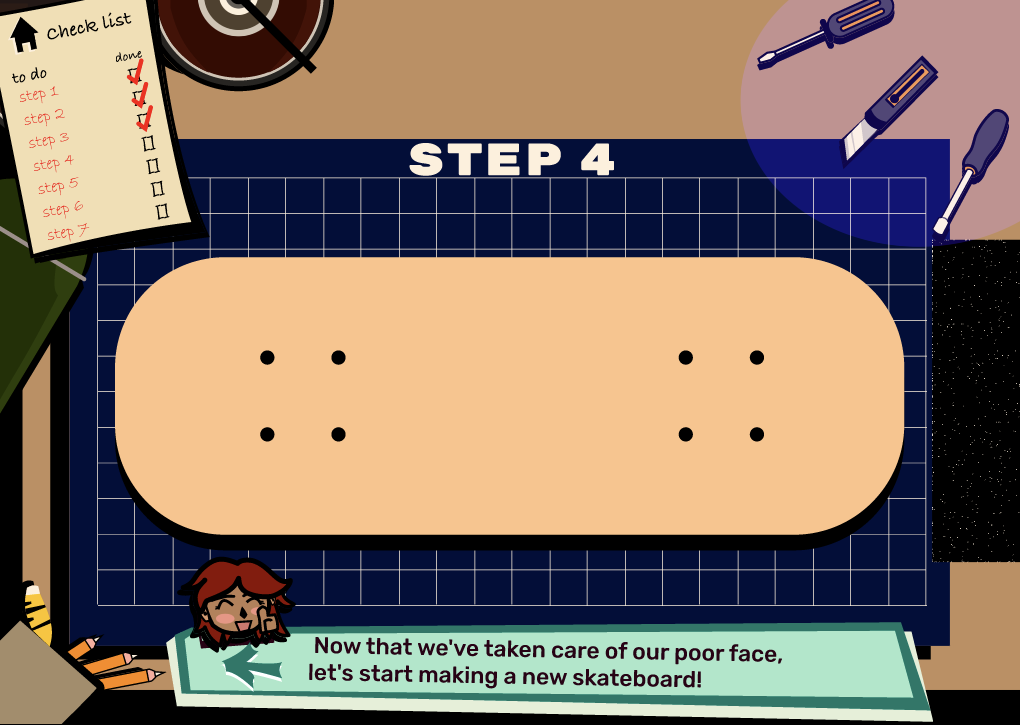 Check list
to do done
step 1
step 2
step 3
step 4
step 5
step 6
step 7
STEP 4
Now that we've taken care of our poor face,
let's start making a new skateboard!